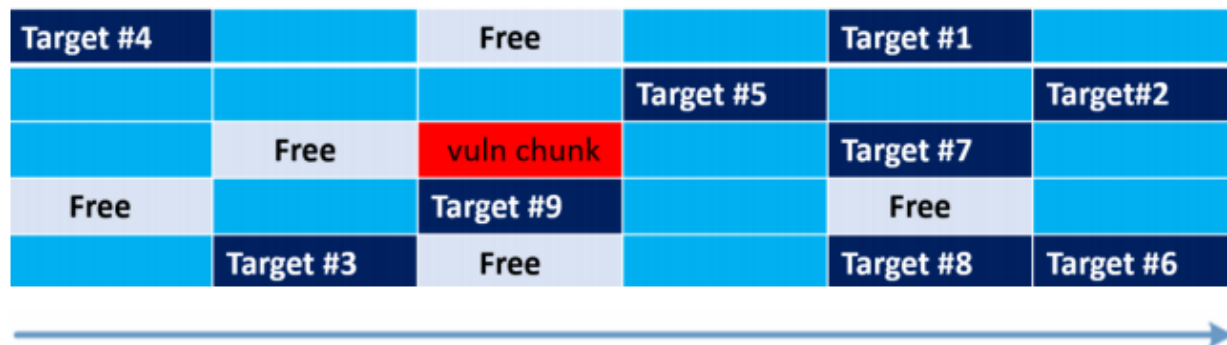 Target #4 Free Target #1
Target #5 Target#2
Free vuln chunk Target #7
Free Target #9 Free
Target #3 Free Target #8 Target #6